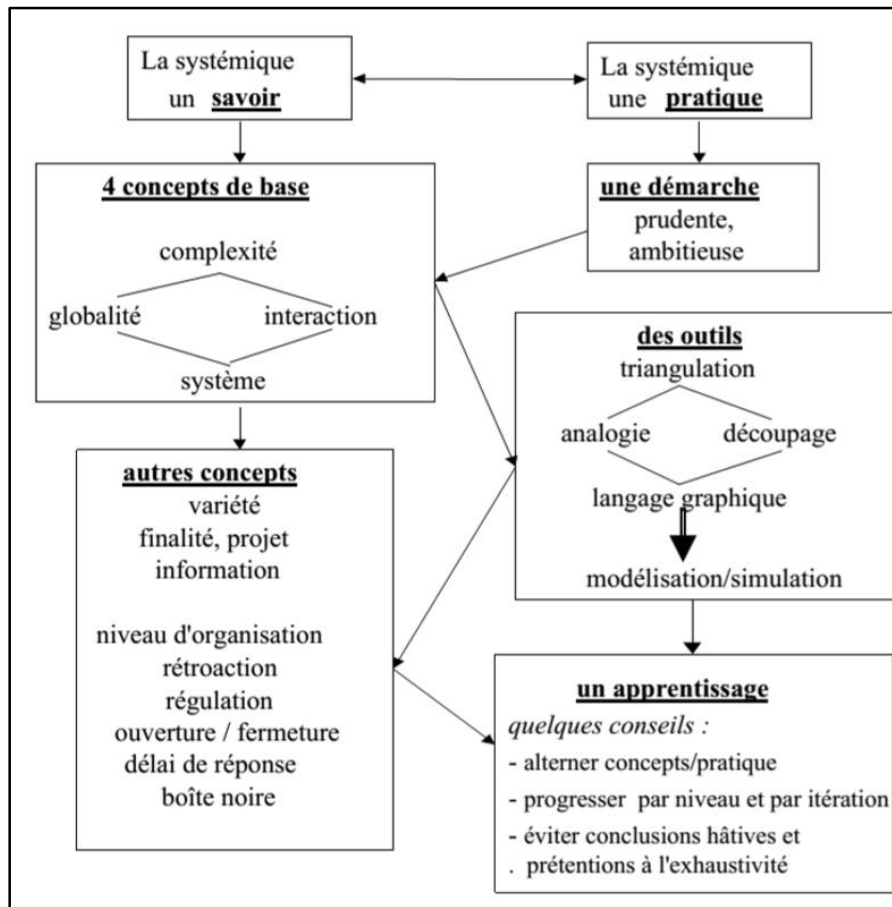 La systémique
un savoir
La systémique
une pratique
4 concepts de base
complexité
globalité interaction
système
une démarche
prudente,
ambitieuse
des outils
triangulation
analogie découpage
langage graphique
modélisation/simulation
autres concepts
variété
finalité, projet
information
niveau d'organisation
rétroaction
régulation
ouverture / fermeture
délai de réponse
boîte noire
un apprentissage
quelques conseils :
- alterner concepts/pratique
- progresser par niveau et par itération
- éviter conclusions hâtives et
. prétentions à l'exhaustivité